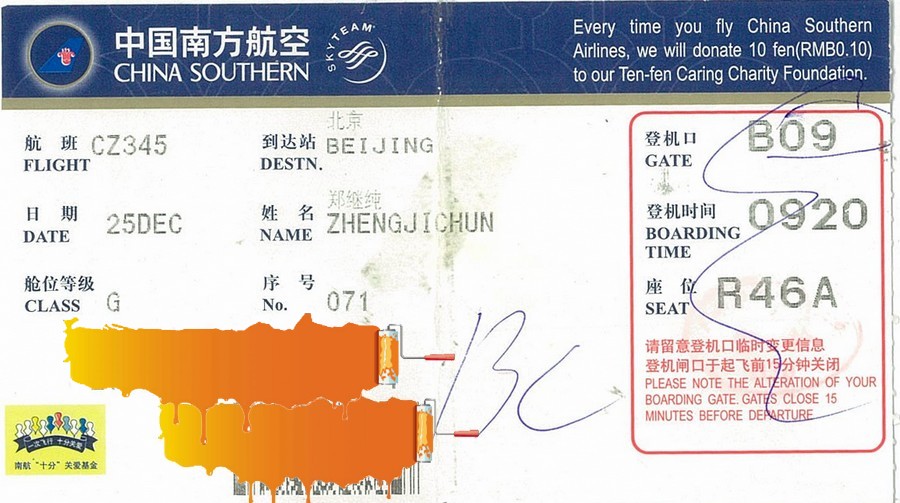 中国南方航空
CHINA SOUTHERN
SKYTEAM
Every time you fly China Southern
Airlines, we will donate 10 fen(RMB0.10)
to our Ten-fen Caring Charity Foundation.
航 班 CZ345
FLIGHT
到达站 北京
DESTN. BEIJING
日 期 25DEC
DATE
姓 名 郑继纯
NAME ZHENGJICHUN
舱位等级
CLASS G
序 号
No. 071
登机口 B09
GATE
登机时间 0920
BOARDING
TIME
座 位 R46A
SEAT
请留意登机口临时变更信息
登机闸口于起飞前15分钟关闭
PLEASE NOTE THE ALTERATION OF YOUR
BOARDING GATE. GATES CLOSE 15
MINUTES BEFORE DEPARTURE
BC
一次飞行 十分关爱
南航“十分”关爱基金